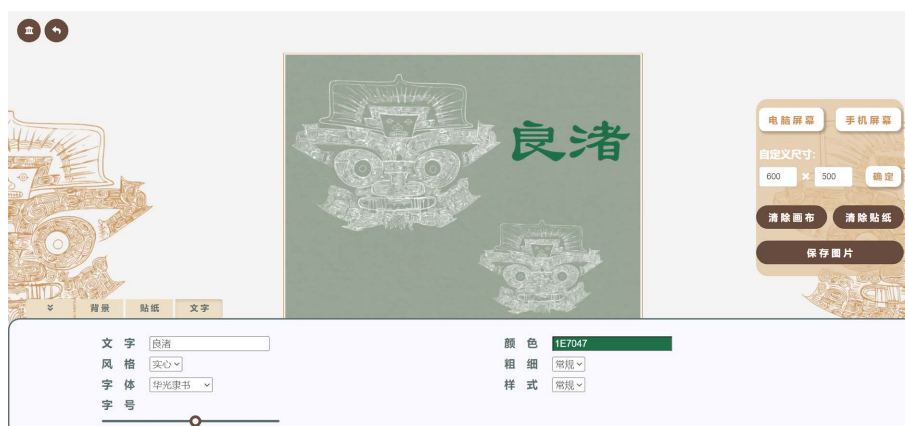 良渚
电脑屏幕 手机屏幕
自定义尺寸:
600 × 500 确定
清除画布 清除贴纸
保存图片
背景 贴纸 文字
文字 良渚
风格 实心
字体 华光隶书
字号
颜色 1E7047
粗细 常规
样式 常规